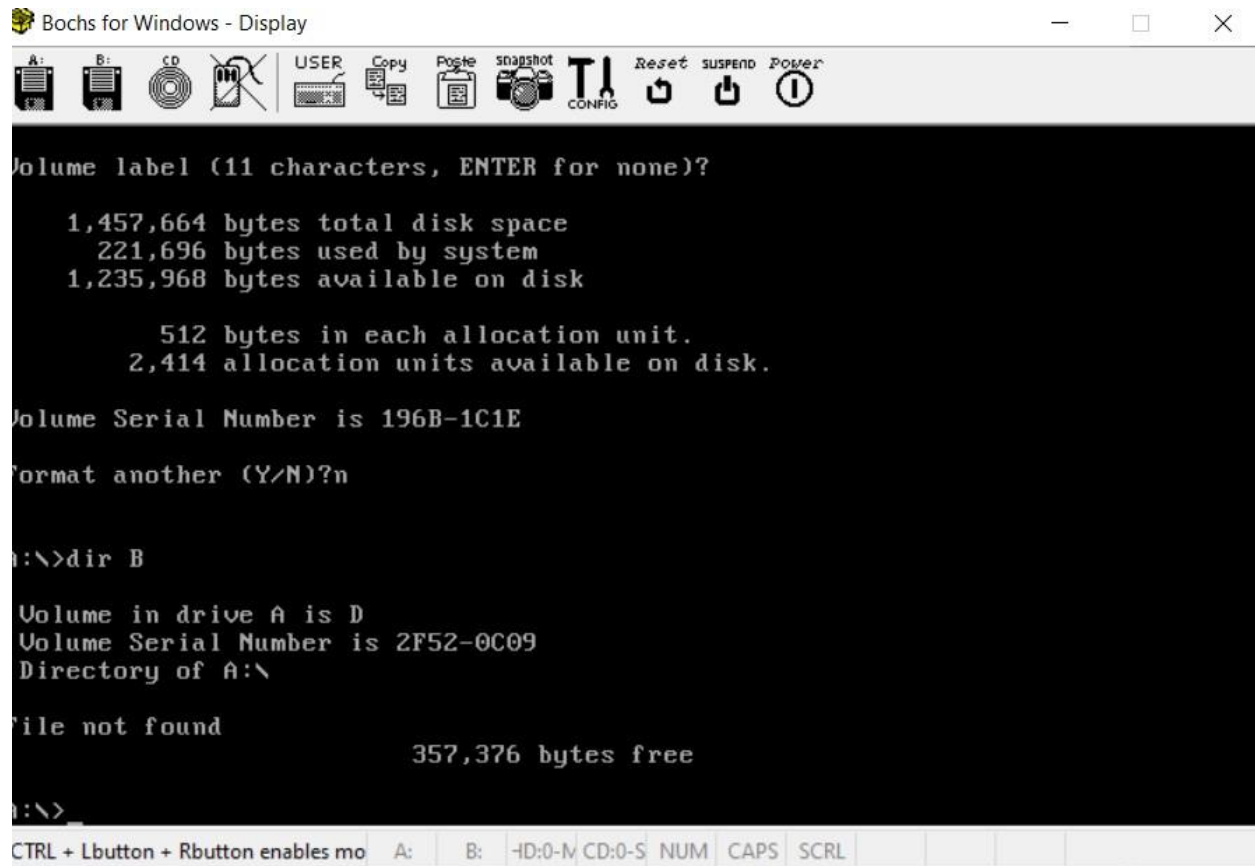 Bochs for Windows - Display
A: B: CD USER Copy Paste snapshot CONFIG Reset SUSPEND Power
Volume label (11 characters, ENTER for none)?
1,457,664 bytes total disk space
221,696 bytes used by system
1,235,968 bytes available on disk
512 bytes in each allocation unit.
2,414 allocation units available on disk.
Volume Serial Number is 196B-1C1E
Format another (Y/N)?n
A:\>dir B
Volume in drive A is D
Volume Serial Number is 2F52-0C09
Directory of A:\
File not found
357,376 bytes free
A:\>_
CTRL + Lbutton + Rbutton enables mo A: B: HD:0-M CD:0-S NUM CAPS SCRL